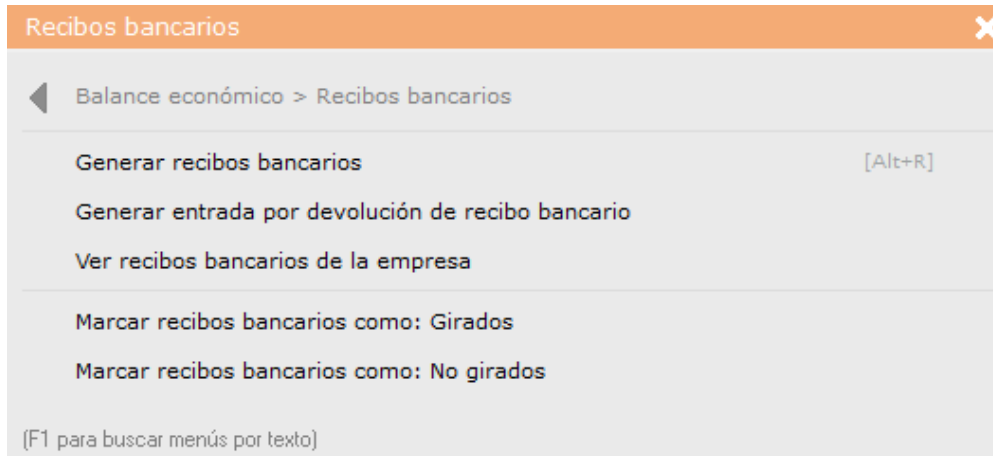 Recibos bancarios
Balance económico > Recibos bancarios
Generar recibos bancarios [Alt+R]
Generar entrada por devolución de recibo bancario
Ver recibos bancarios de la empresa
Marcar recibos bancarios como: Girados
Marcar recibos bancarios como: No girados
(F1 para buscar menús por texto)